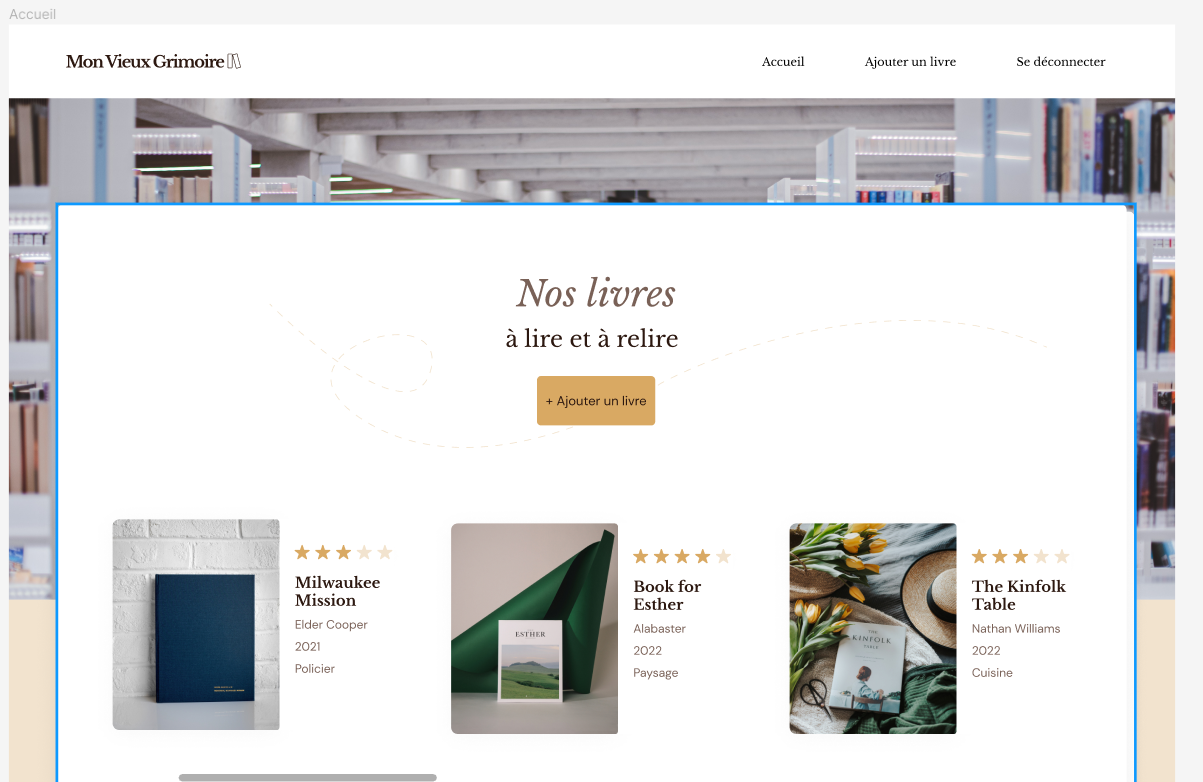 Accueil
Mon Vieux Grimoire
Accueil
Ajouter un livre
Se déconnecter
Nos livres
à lire et à relire
+ Ajouter un livre
Milwaukee
Mission
Elder Cooper
2021
Policier
ESTHER
Book for
Esther
Alabaster
2022
Paysage
THE
KINFOLK
TABLE
The Kinfolk
Table
Nathan Williams
2022
Cuisine